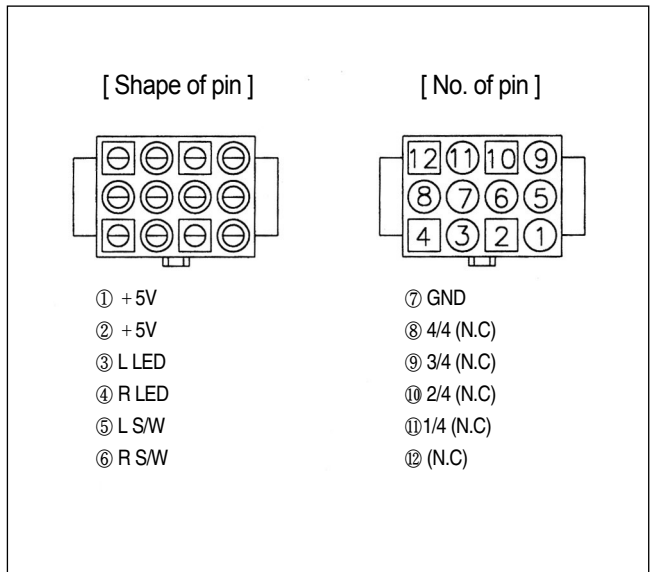 [ Shape of pin ] [ No. of pin ]
12 11 10 9
8 7 6 5
4 3 2 1
① +5V
② +5V
③ L LED
④ R LED
⑤ L S/W
⑥ R S/W
⑦ GND
⑧ 4/4 (N.C)
⑨ 3/4 (N.C)
⑩ 2/4 (N.C)
⑪1/4 (N.C)
⑫ (N.C)